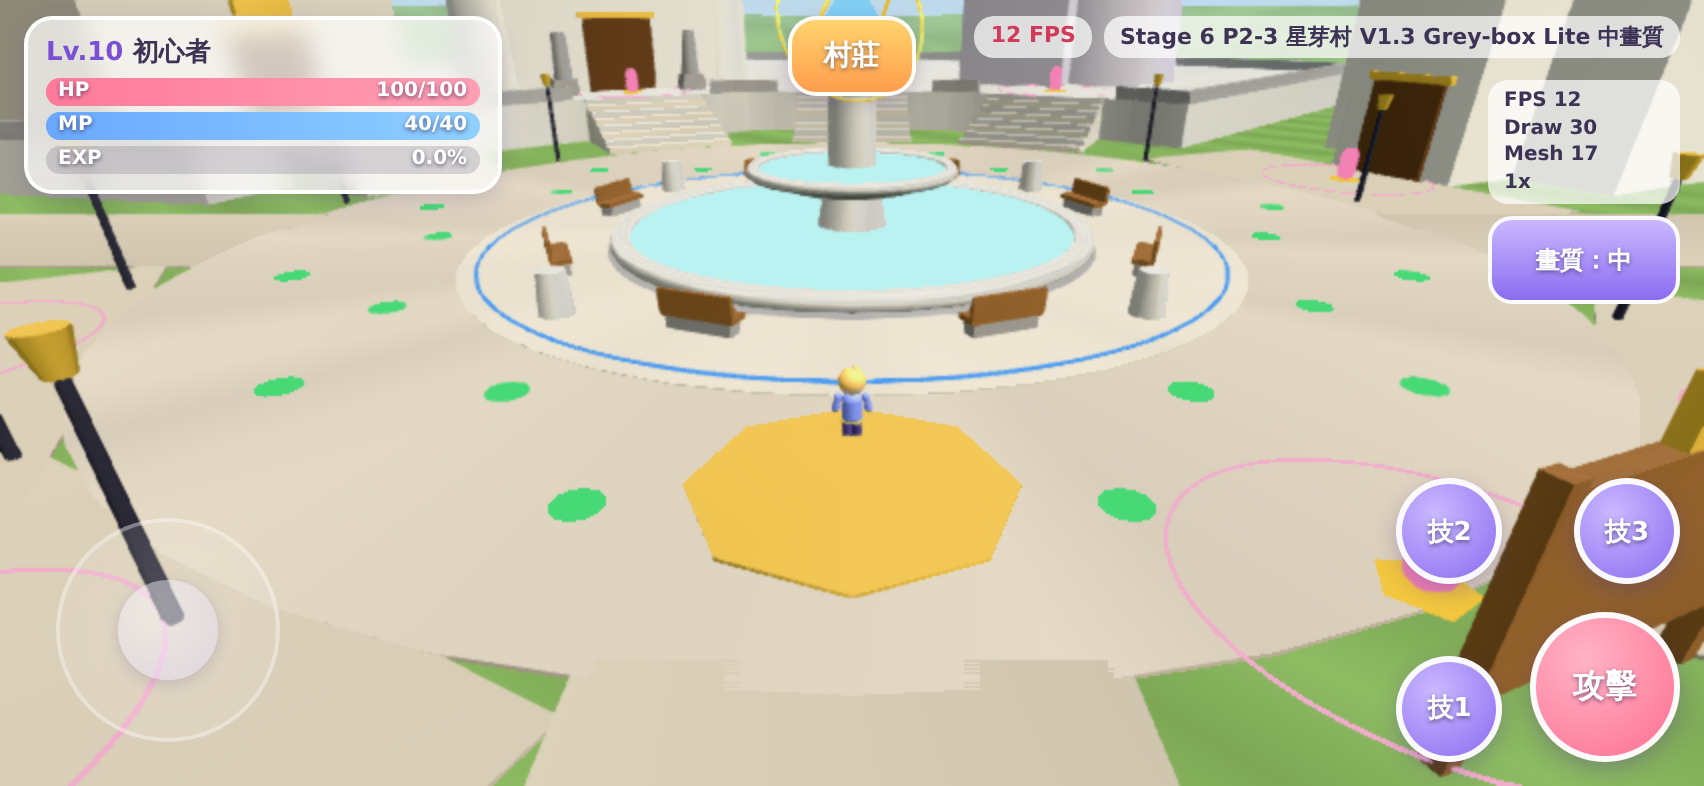 Lv.10 初心者
HP 100/100
MP 40/40
EXP 0.0%
村莊
12 FPS
Stage 6 P2-3 星芽村 V1.3 Grey-box Lite 中畫質
FPS 12
Draw 30
Mesh 17
1x
畫質：中
技2
技3
技1
攻擊